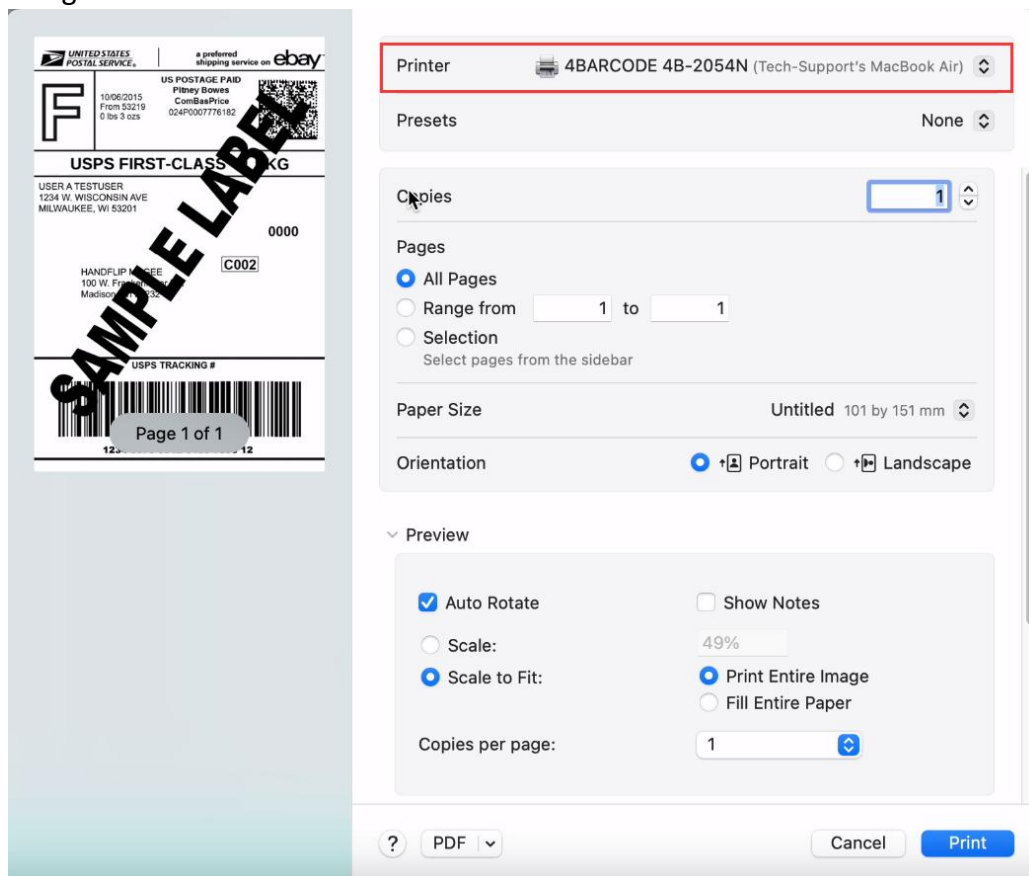 UNITED STATES POSTAL SERVICE®
a preferred shipping service on ebay
F
10/06/2015
From 53219
0 lbs 3 ozs
US POSTAGE PAID
Pitney Bowes
ComBasPrice
024P0007776182
USPS FIRST-CLASS KG
USER A TESTUSER
1234 W. WISCONSIN AVE
MILWAUKEE, WI 53201
0000
C002
HANDFLIP
100 W.
Madison
SAMPLE LABEL
USPS TRACKING #
Page 1 of 1
12
Printer
4BARCODE 4B-2054N (Tech-Support's MacBook Air)
Presets
None
Copies
1
Pages
All Pages
Range from 1 to 1
Selection
Select pages from the sidebar
Paper Size
Untitled 101 by 151 mm
Orientation
Portrait Landscape
Preview
Auto Rotate
Show Notes
Scale:
49%
Scale to Fit:
Print Entire Image
Fill Entire Paper
Copies per page:
1
?
PDF
Cancel
Print